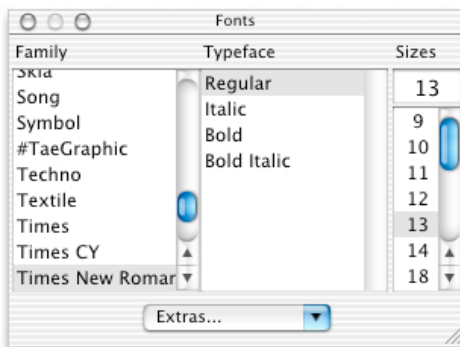 Fonts
Family Typeface Sizes
Skia
Song
Symbol
#TaeGraphic
Techno
Textile
Times
Times CY
Times New Romar
Regular
Italic
Bold
Bold Italic
13
9
10
11
12
13
14
18
Extras...